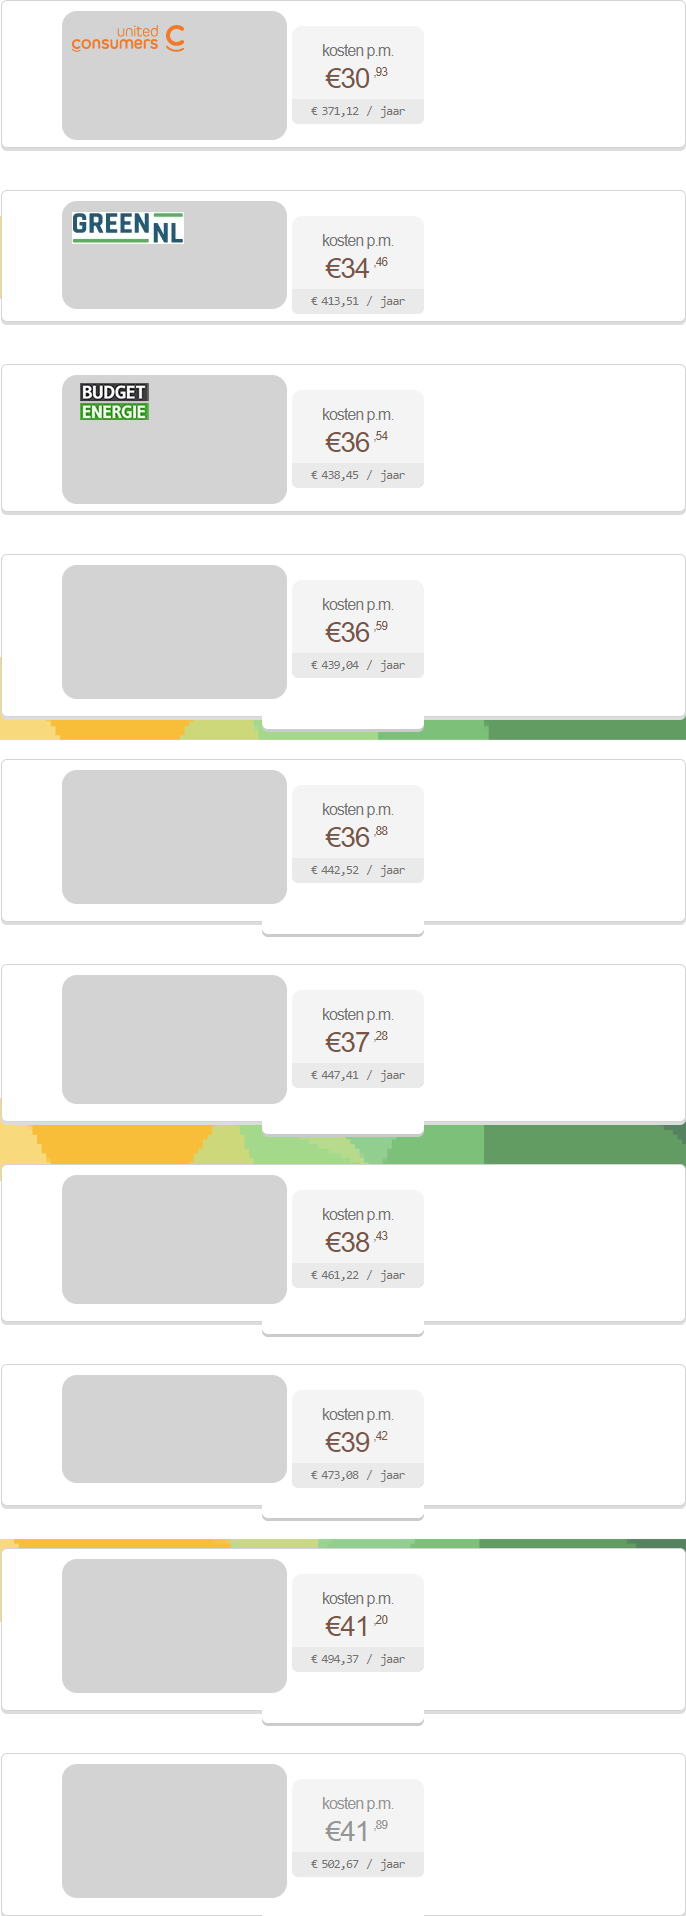 united
consumers
kosten p.m.
€30 ,93
€ 371,12 / jaar
GREEN
NL
kosten p.m.
€34 ,46
€ 413,51 / jaar
BUDGET
ENERGIE
kosten p.m.
€36 ,54
€ 438,45 / jaar
kosten p.m.
€36 ,59
€ 439,04 / jaar
kosten p.m.
€36 ,88
€ 442,52 / jaar
kosten p.m.
€37 ,28
€ 447,41 / jaar
kosten p.m.
€38 ,43
€ 461,22 / jaar
kosten p.m.
€39 ,42
€ 473,08 / jaar
kosten p.m.
€41 ,20
€ 494,37 / jaar
kosten p.m.
€41 ,89
€ 502,67 / jaar